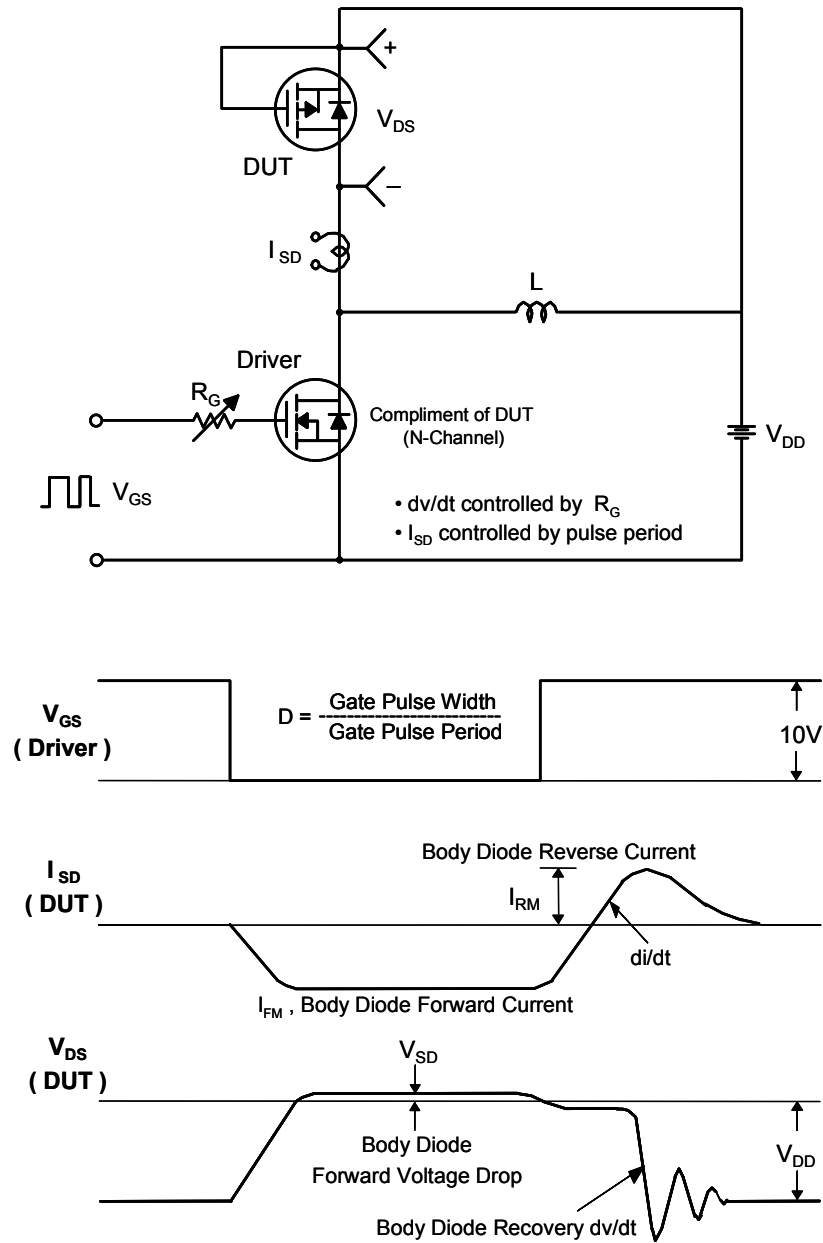 +
V_DS
DUT
–
I_SD
L
Driver
R_G
Compliment of DUT
(N-Channel)
V_DD
V_GS
• dv/dt controlled by R_G
• I_SD controlled by pulse period
V_GS
( Driver )
D = Gate Pulse Width
Gate Pulse Period
10V
Body Diode Reverse Current
I_SD
( DUT )
I_RM
di/dt
I_FM , Body Diode Forward Current
V_DS
( DUT )
V_SD
Body Diode
Forward Voltage Drop
V_DD
Body Diode Recovery dv/dt